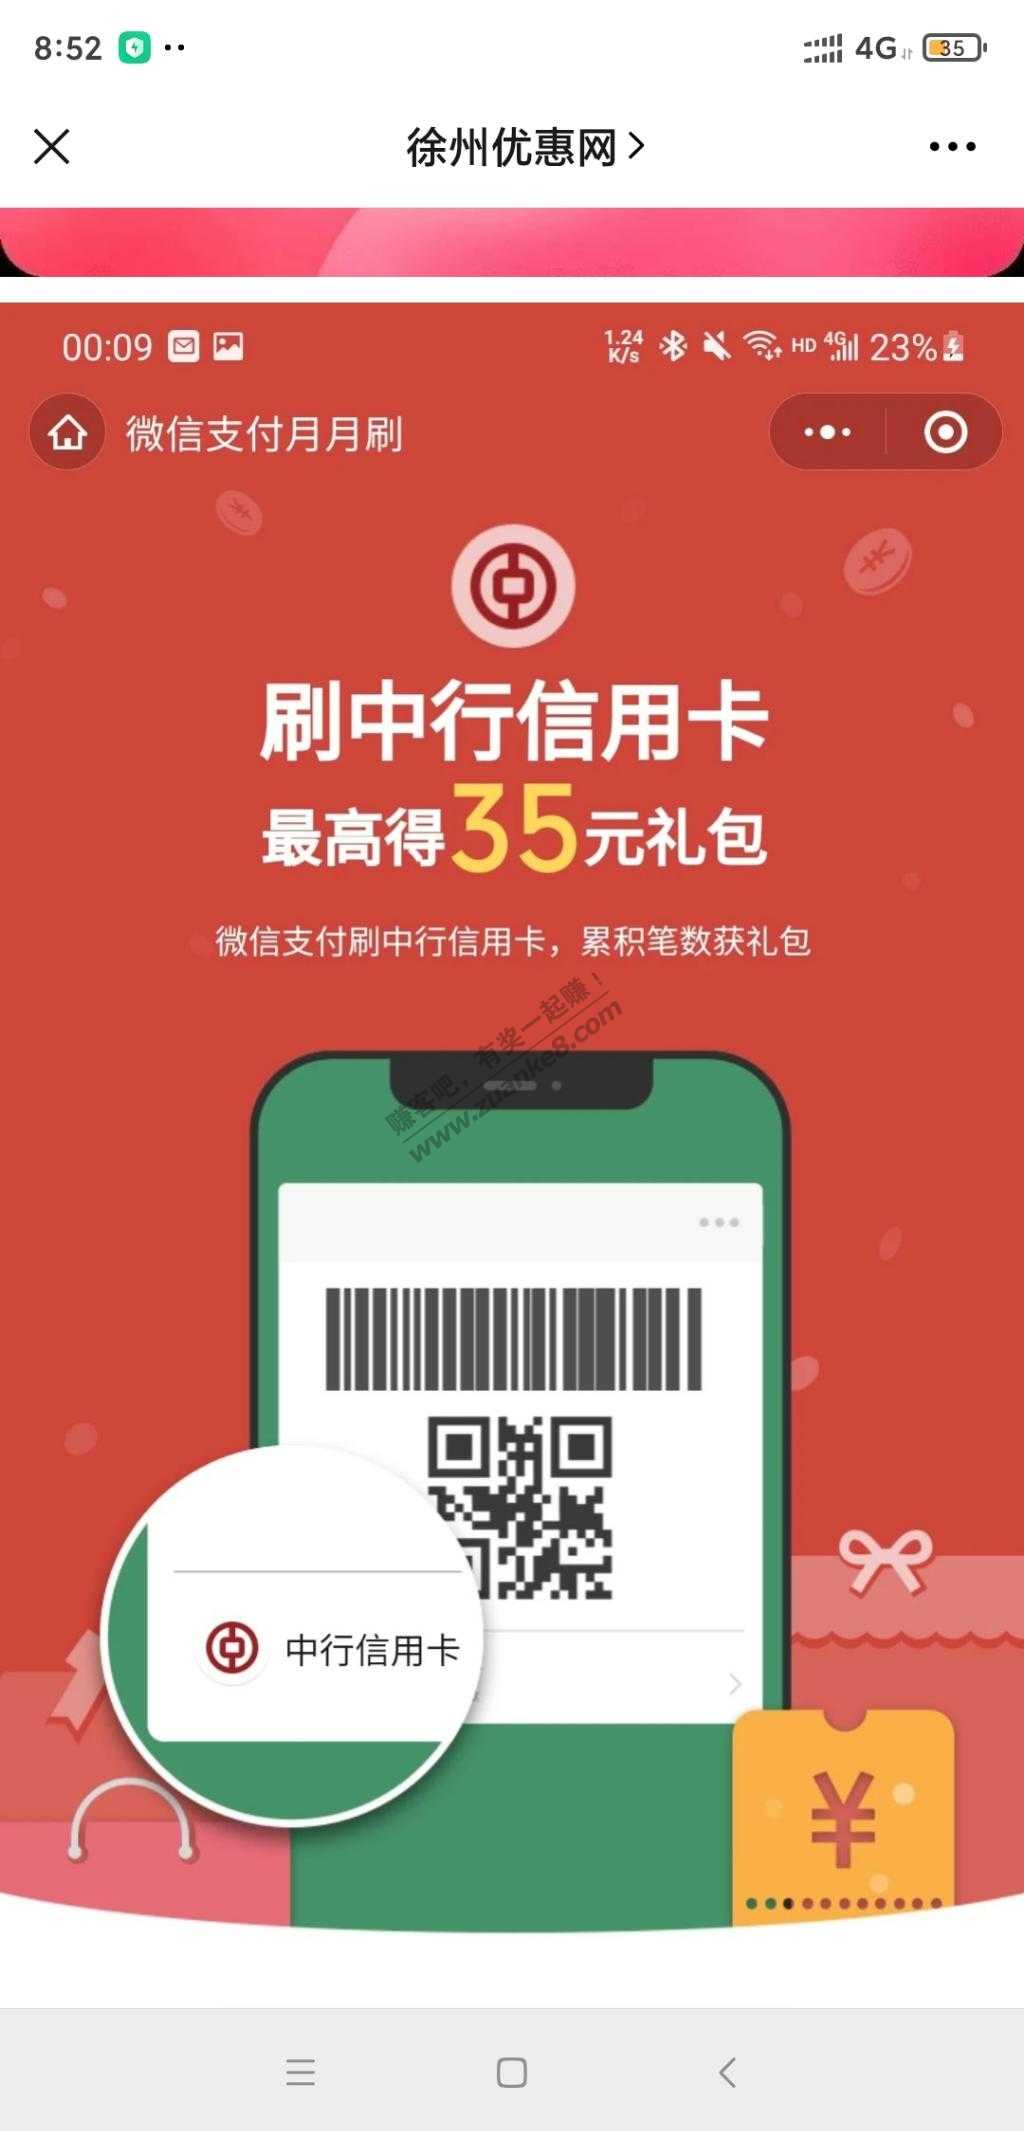 8:52
4G
35
徐州优惠网
00:09
1.24
K/s
HD
4G
23%
微信支付月月刷
刷中行信用卡
最高得35元礼包
微信支付刷中行信用卡，累积笔数获礼包
赚客吧，有奖一起赚！
www.zuanke8.com
中行信用卡
¥